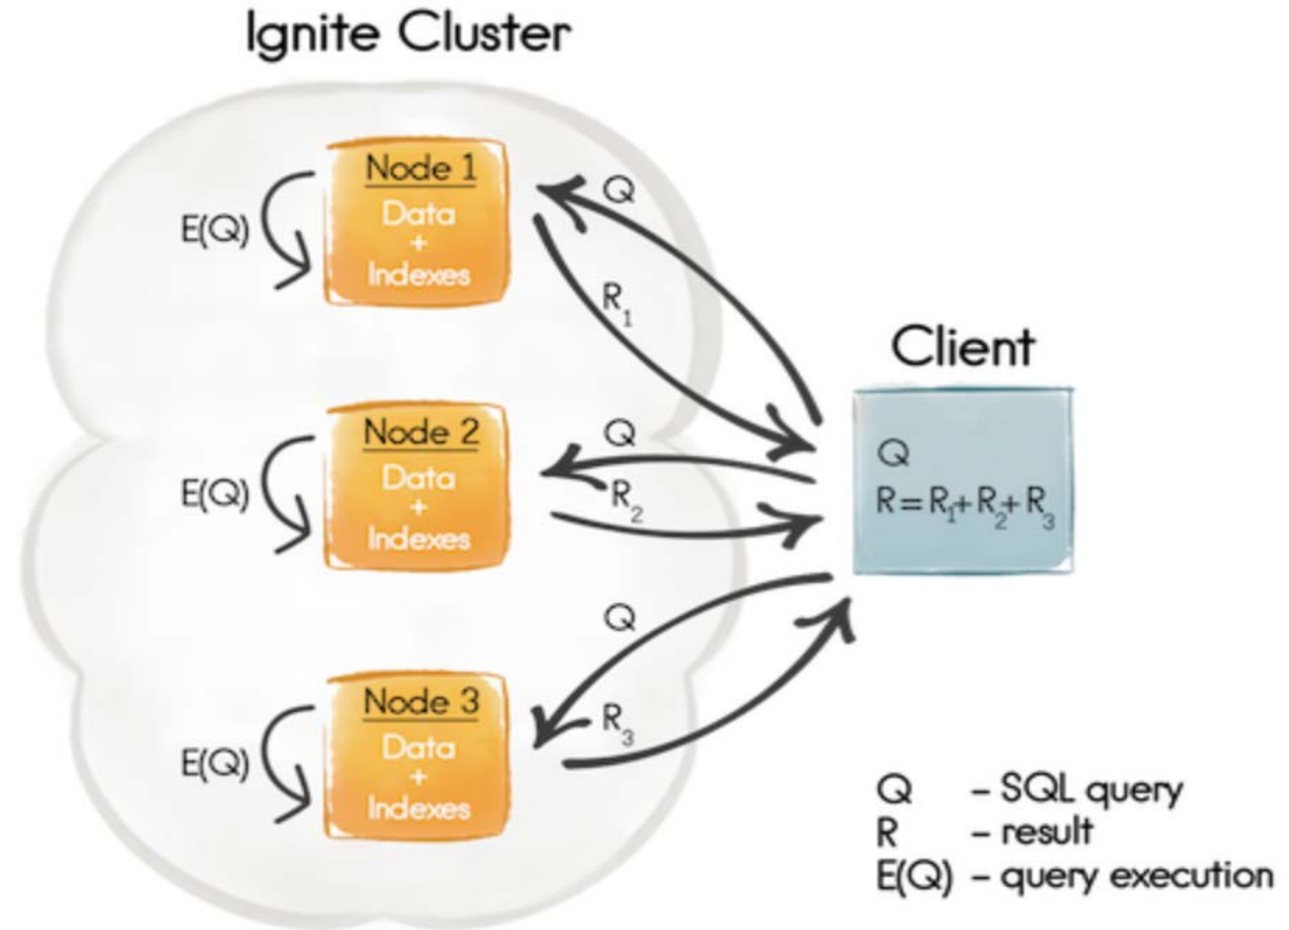 Ignite Cluster
Node 1
Data
+
Indexes
E(Q)
Q
R1
Node 2
Data
+
Indexes
E(Q)
Q
R2
Node 3
Data
+
Indexes
E(Q)
Q
R3
Client
Q
R=R1+R2+R3
Q – SQL query
R – result
E(Q) – query execution